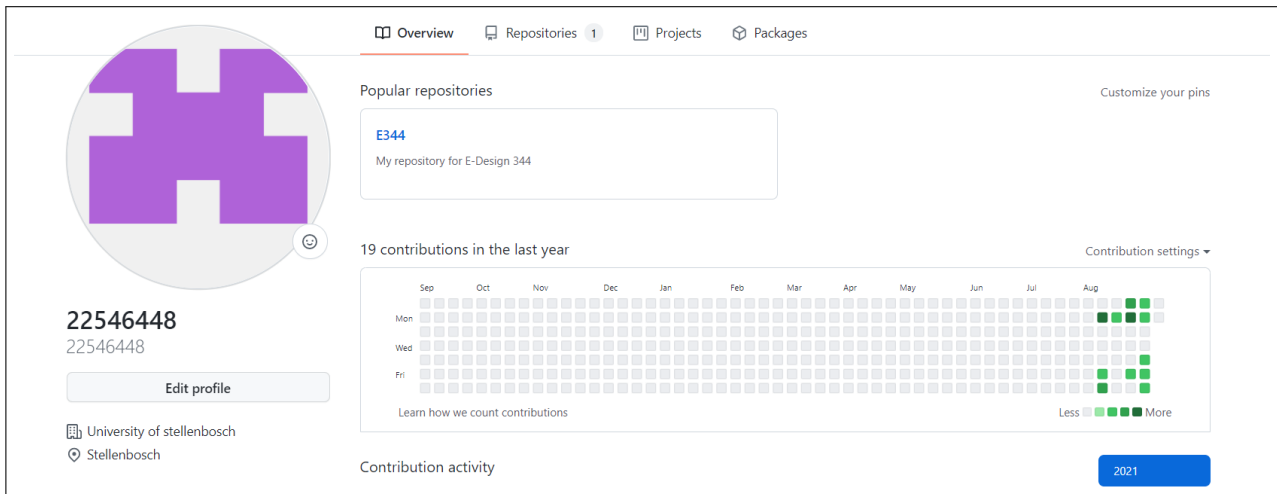 Overview Repositories 1 Projects Packages
Popular repositories Customize your pins
E344
My repository for E-Design 344
19 contributions in the last year Contribution settings
Sep Oct Nov Dec Jan Feb Mar Apr May Jun Jul Aug
Mon
Wed
Fri
Learn how we count contributions Less More
22546448
22546448
Edit profile
University of stellenbosch
Stellenbosch
Contribution activity 2021